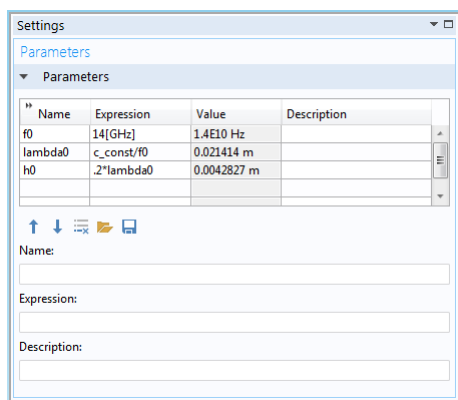 Settings
Parameters
Parameters
Name Expression Value Description
f0 14[GHz] 1.4E10 Hz
lambda0 c_const/f0 0.021414 m
h0 .2*lambda0 0.0042827 m
Name:
Expression:
Description: